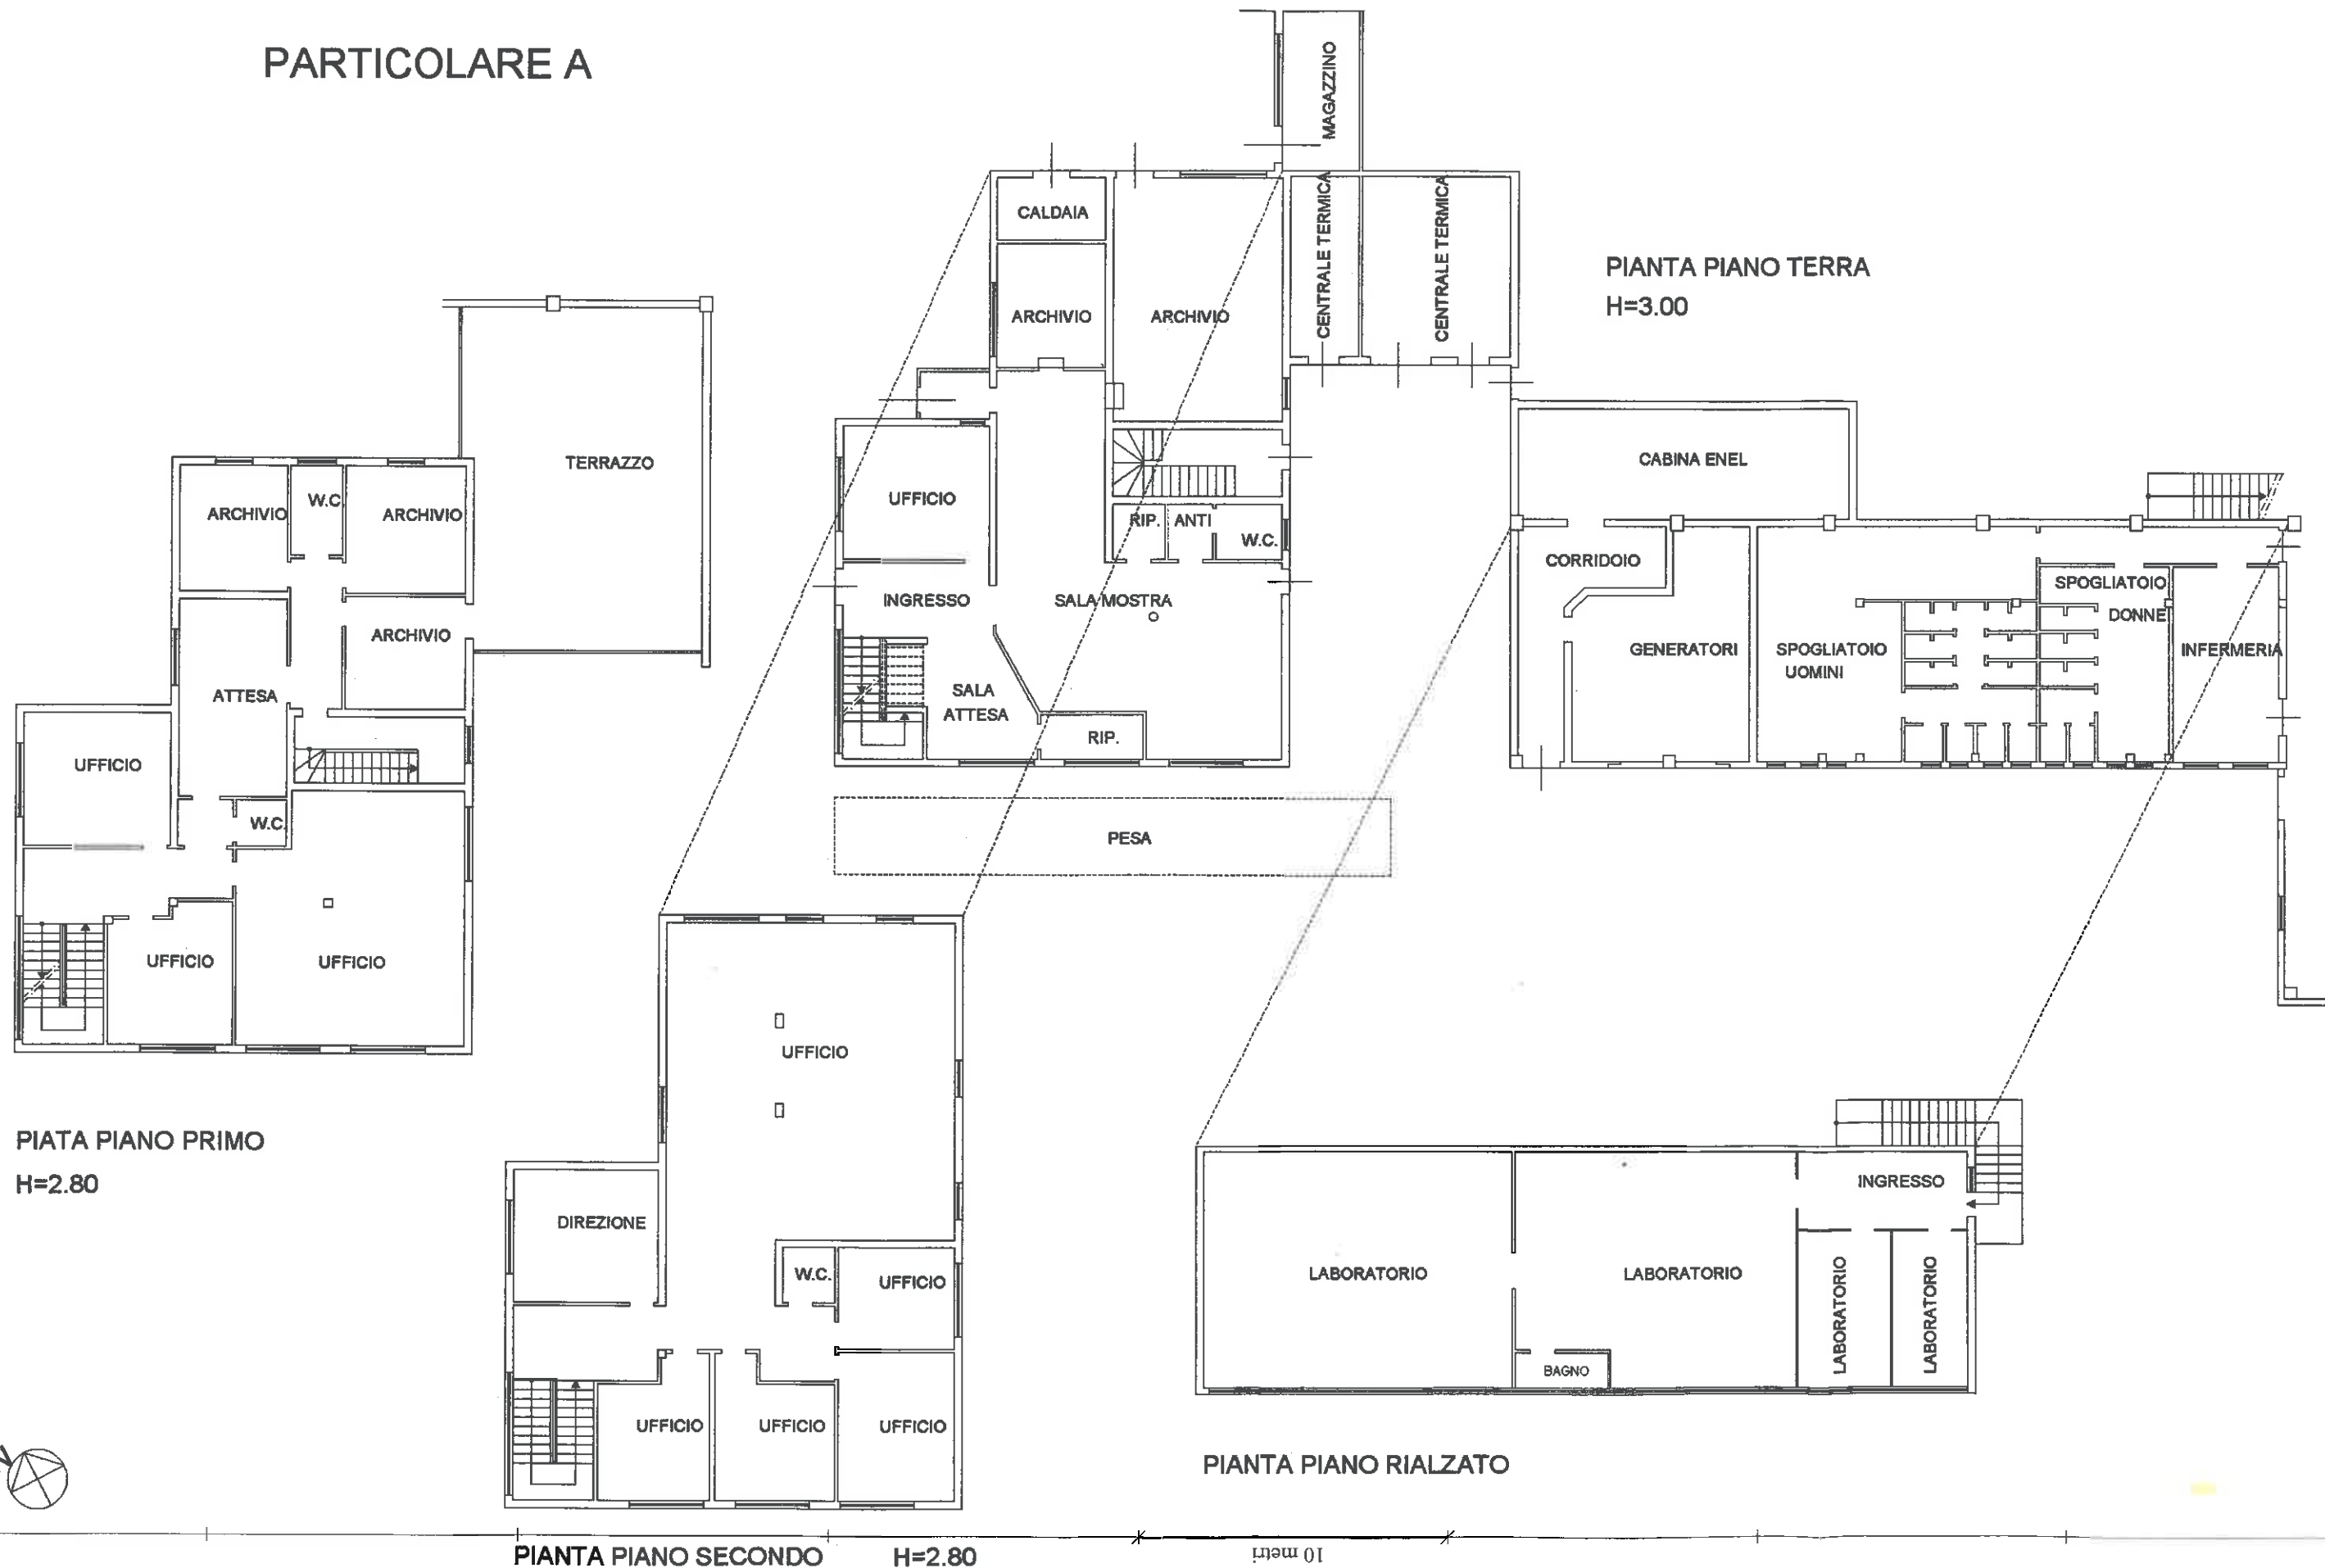 PARTICOLARE A
MAGAZZINO
CALDAIA
CENTRALE TERMICA
CENTRALE TERMICA
ARCHIVIO
ARCHIVIO
PIANTA PIANO TERRA
H=3.00
CABINA ENEL
UFFICIO
RIP.
ANTI
W.C.
CORRIDOIO
INGRESSO
SALA MOSTRA
SPOGLIATOIO
DONNE
GENERATORI
SPOGLIATOIO
UOMINI
INFERMERIA
SALA
ATTESA
RIP.
PESA
TERRAZZO
ARCHIVIO
W.C
ARCHIVIO
ARCHIVIO
ATTESA
UFFICIO
W.C.
UFFICIO
UFFICIO
PIATA PIANO PRIMO
H=2.80
UFFICIO
DIREZIONE
W.C.
UFFICIO
UFFICIO
UFFICIO
UFFICIO
PIANTA PIANO SECONDO
H=2.80
INGRESSO
LABORATORIO
LABORATORIO
LABORATORIO
LABORATORIO
BAGNO
PIANTA PIANO RIALZATO
10 metri